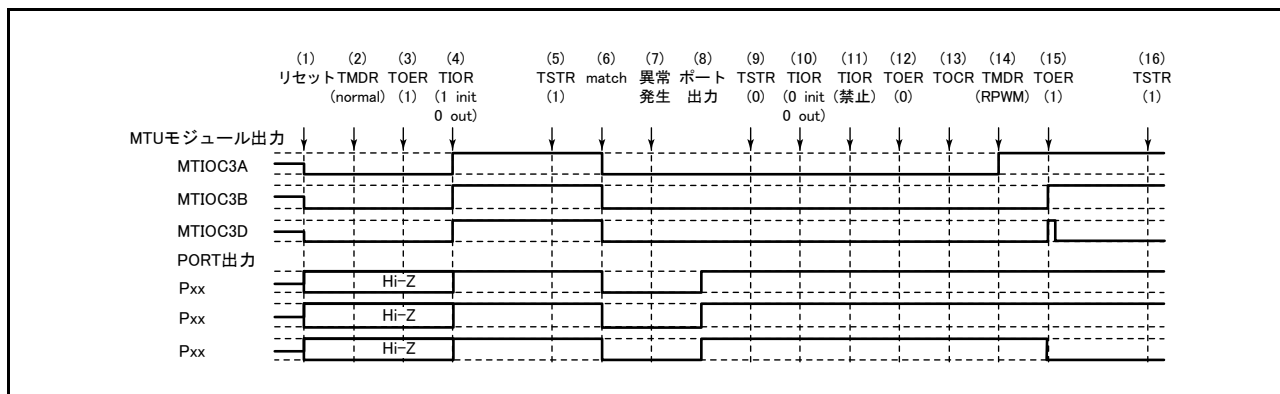 (1) (2) (3) (4) (5) (6) (7) (8) (9) (10) (11) (12) (13) (14) (15) (16)
リセット TMDR TOER TIOR TSTR match 異常 ポート TSTR TIOR TIOR TOER TOCR TMDR TOER TSTR
(normal) (1) (1 init (1) 発生 出力 (0) (0 init (禁止) (0) (RPWM) (1) (1)
0 out) 0 out)
MTUモジュール出力
MTIOC3A
MTIOC3B
MTIOC3D
PORT出力
Pxx Hi-Z
Pxx Hi-Z
Pxx Hi-Z